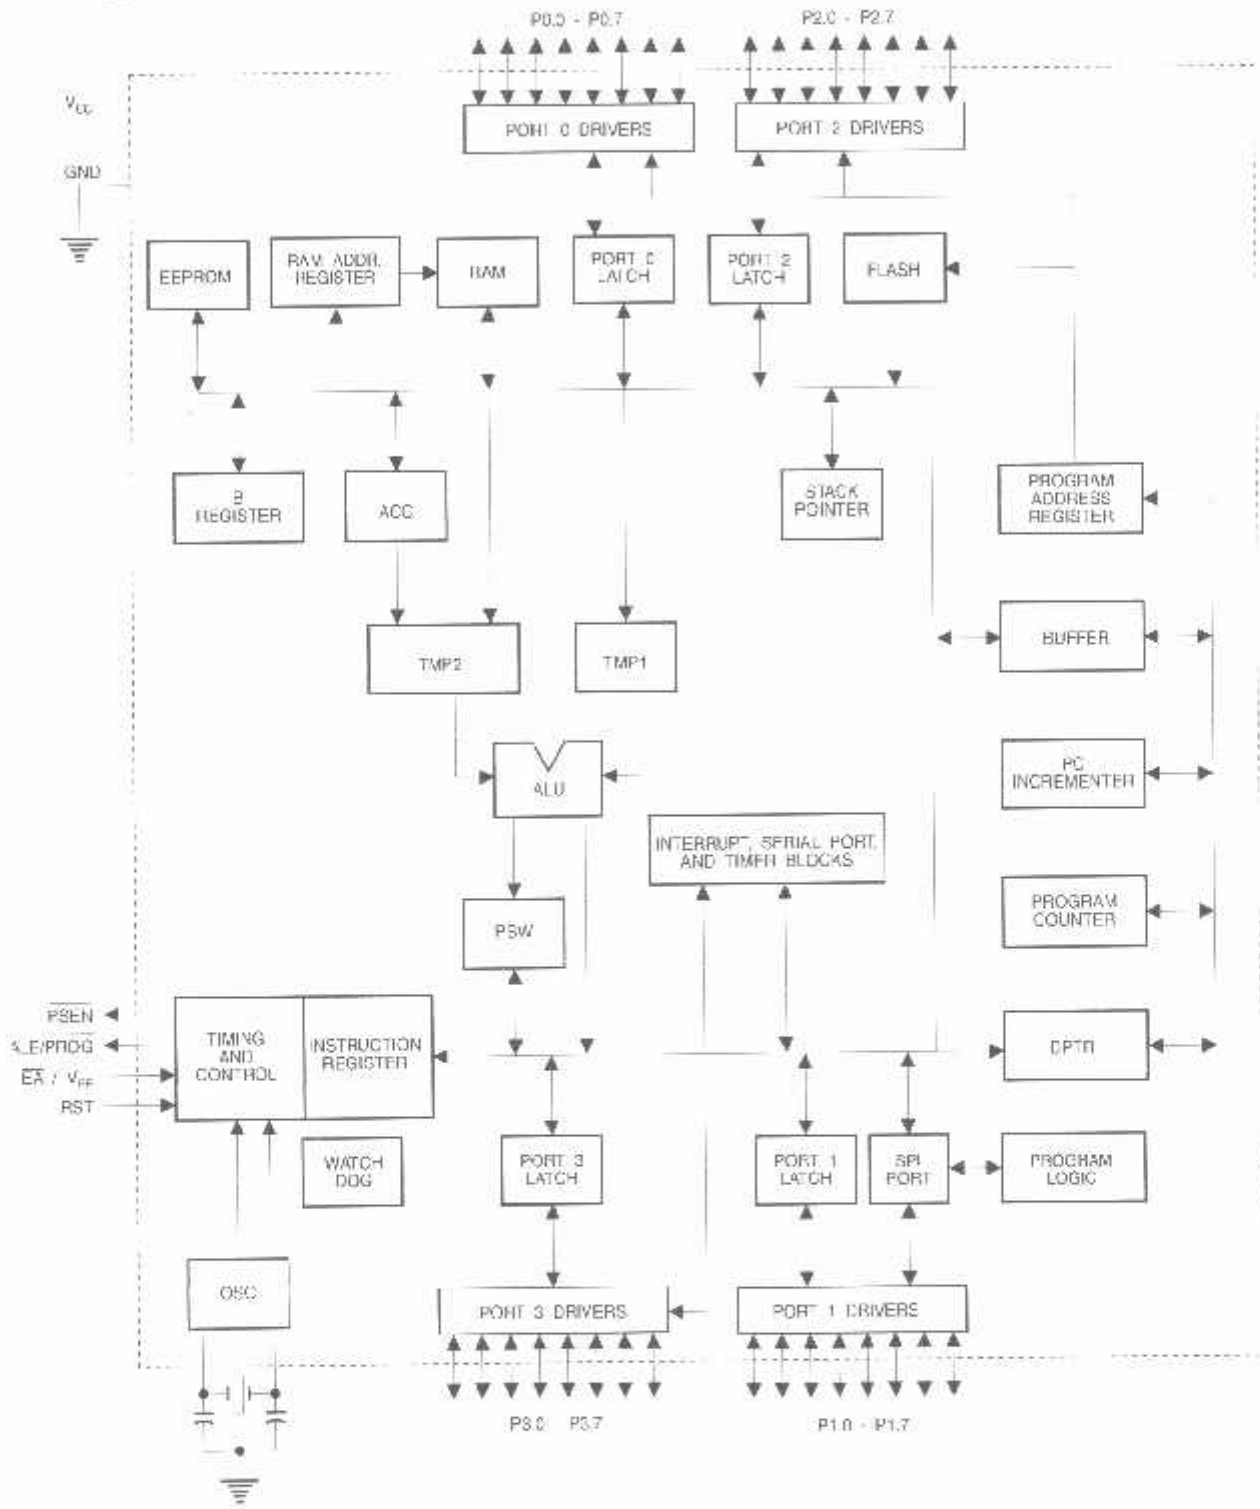 P0.0 - P0.7
P2.0 - P2.7
VCC
GND
PORT 0 DRIVERS
PORT 2 DRIVERS
EEPROM
RAM ADDR.
REGISTER
RAM
PORT 0
LATCH
PORT 2
LATCH
FLASH
B
REGISTER
ACC
STACK
POINTER
PROGRAM
ADDRESS
REGISTER
TMP2
TMP1
BUFFER
ALU
PC
INCREMENTER
INTERRUPT, SERIAL PORT,
AND TIMER BLOCKS
PSW
PROGRAM
COUNTER
PSEN
ALE/PROG
EA / VPP
RST
TIMING
AND
CONTROL
INSTRUCTION
REGISTER
DPTR
WATCH
DOG
PORT 3
LATCH
PORT 1
LATCH
SPI
PORT
PROGRAM
LOGIC
OSC
PORT 3 DRIVERS
PORT 1 DRIVERS
P3.0 P3.7
P1.0 - P1.7